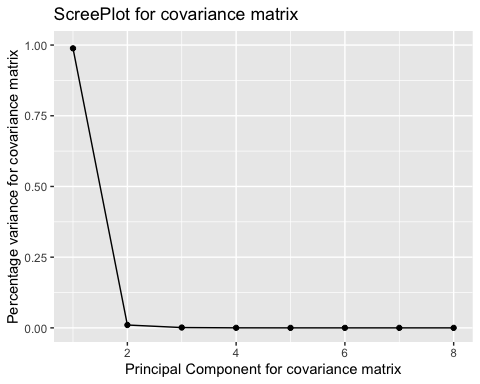 ScreePlot for covariance matrix
Percentage variance for covariance matrix
1.00
0.75
0.50
0.25
0.00
2 4 6 8
Principal Component for covariance matrix